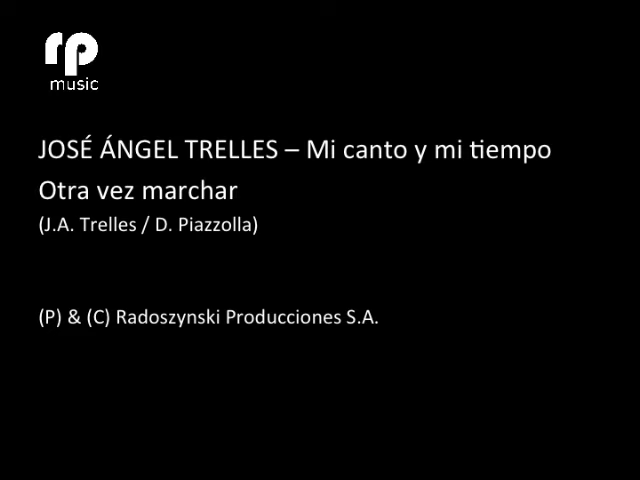 rp
music
JOSÉ ÁNGEL TRELLES – Mi canto y mi tiempo
Otra vez marchar
(J.A. Trelles / D. Piazzolla)
(P) & (C) Radoszynski Producciones S.A.